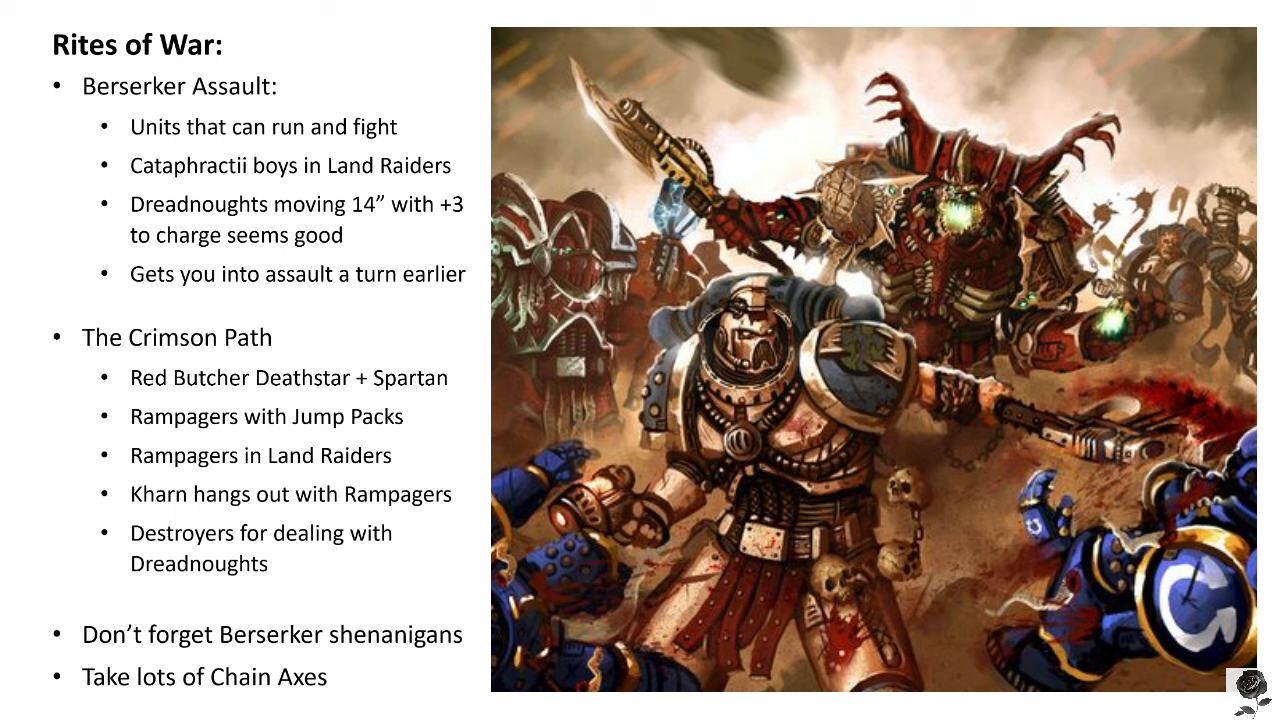 Rites of War:
• Berserker Assault:
• Units that can run and fight
• Cataphractii boys in Land Raiders
• Dreadnoughts moving 14” with +3
to charge seems good
• Gets you into assault a turn earlier
• The Crimson Path
• Red Butcher Deathstar + Spartan
• Rampagers with Jump Packs
• Rampagers in Land Raiders
• Kharn hangs out with Rampagers
• Destroyers for dealing with
Dreadnoughts
• Don’t forget Berserker shenanigans
• Take lots of Chain Axes